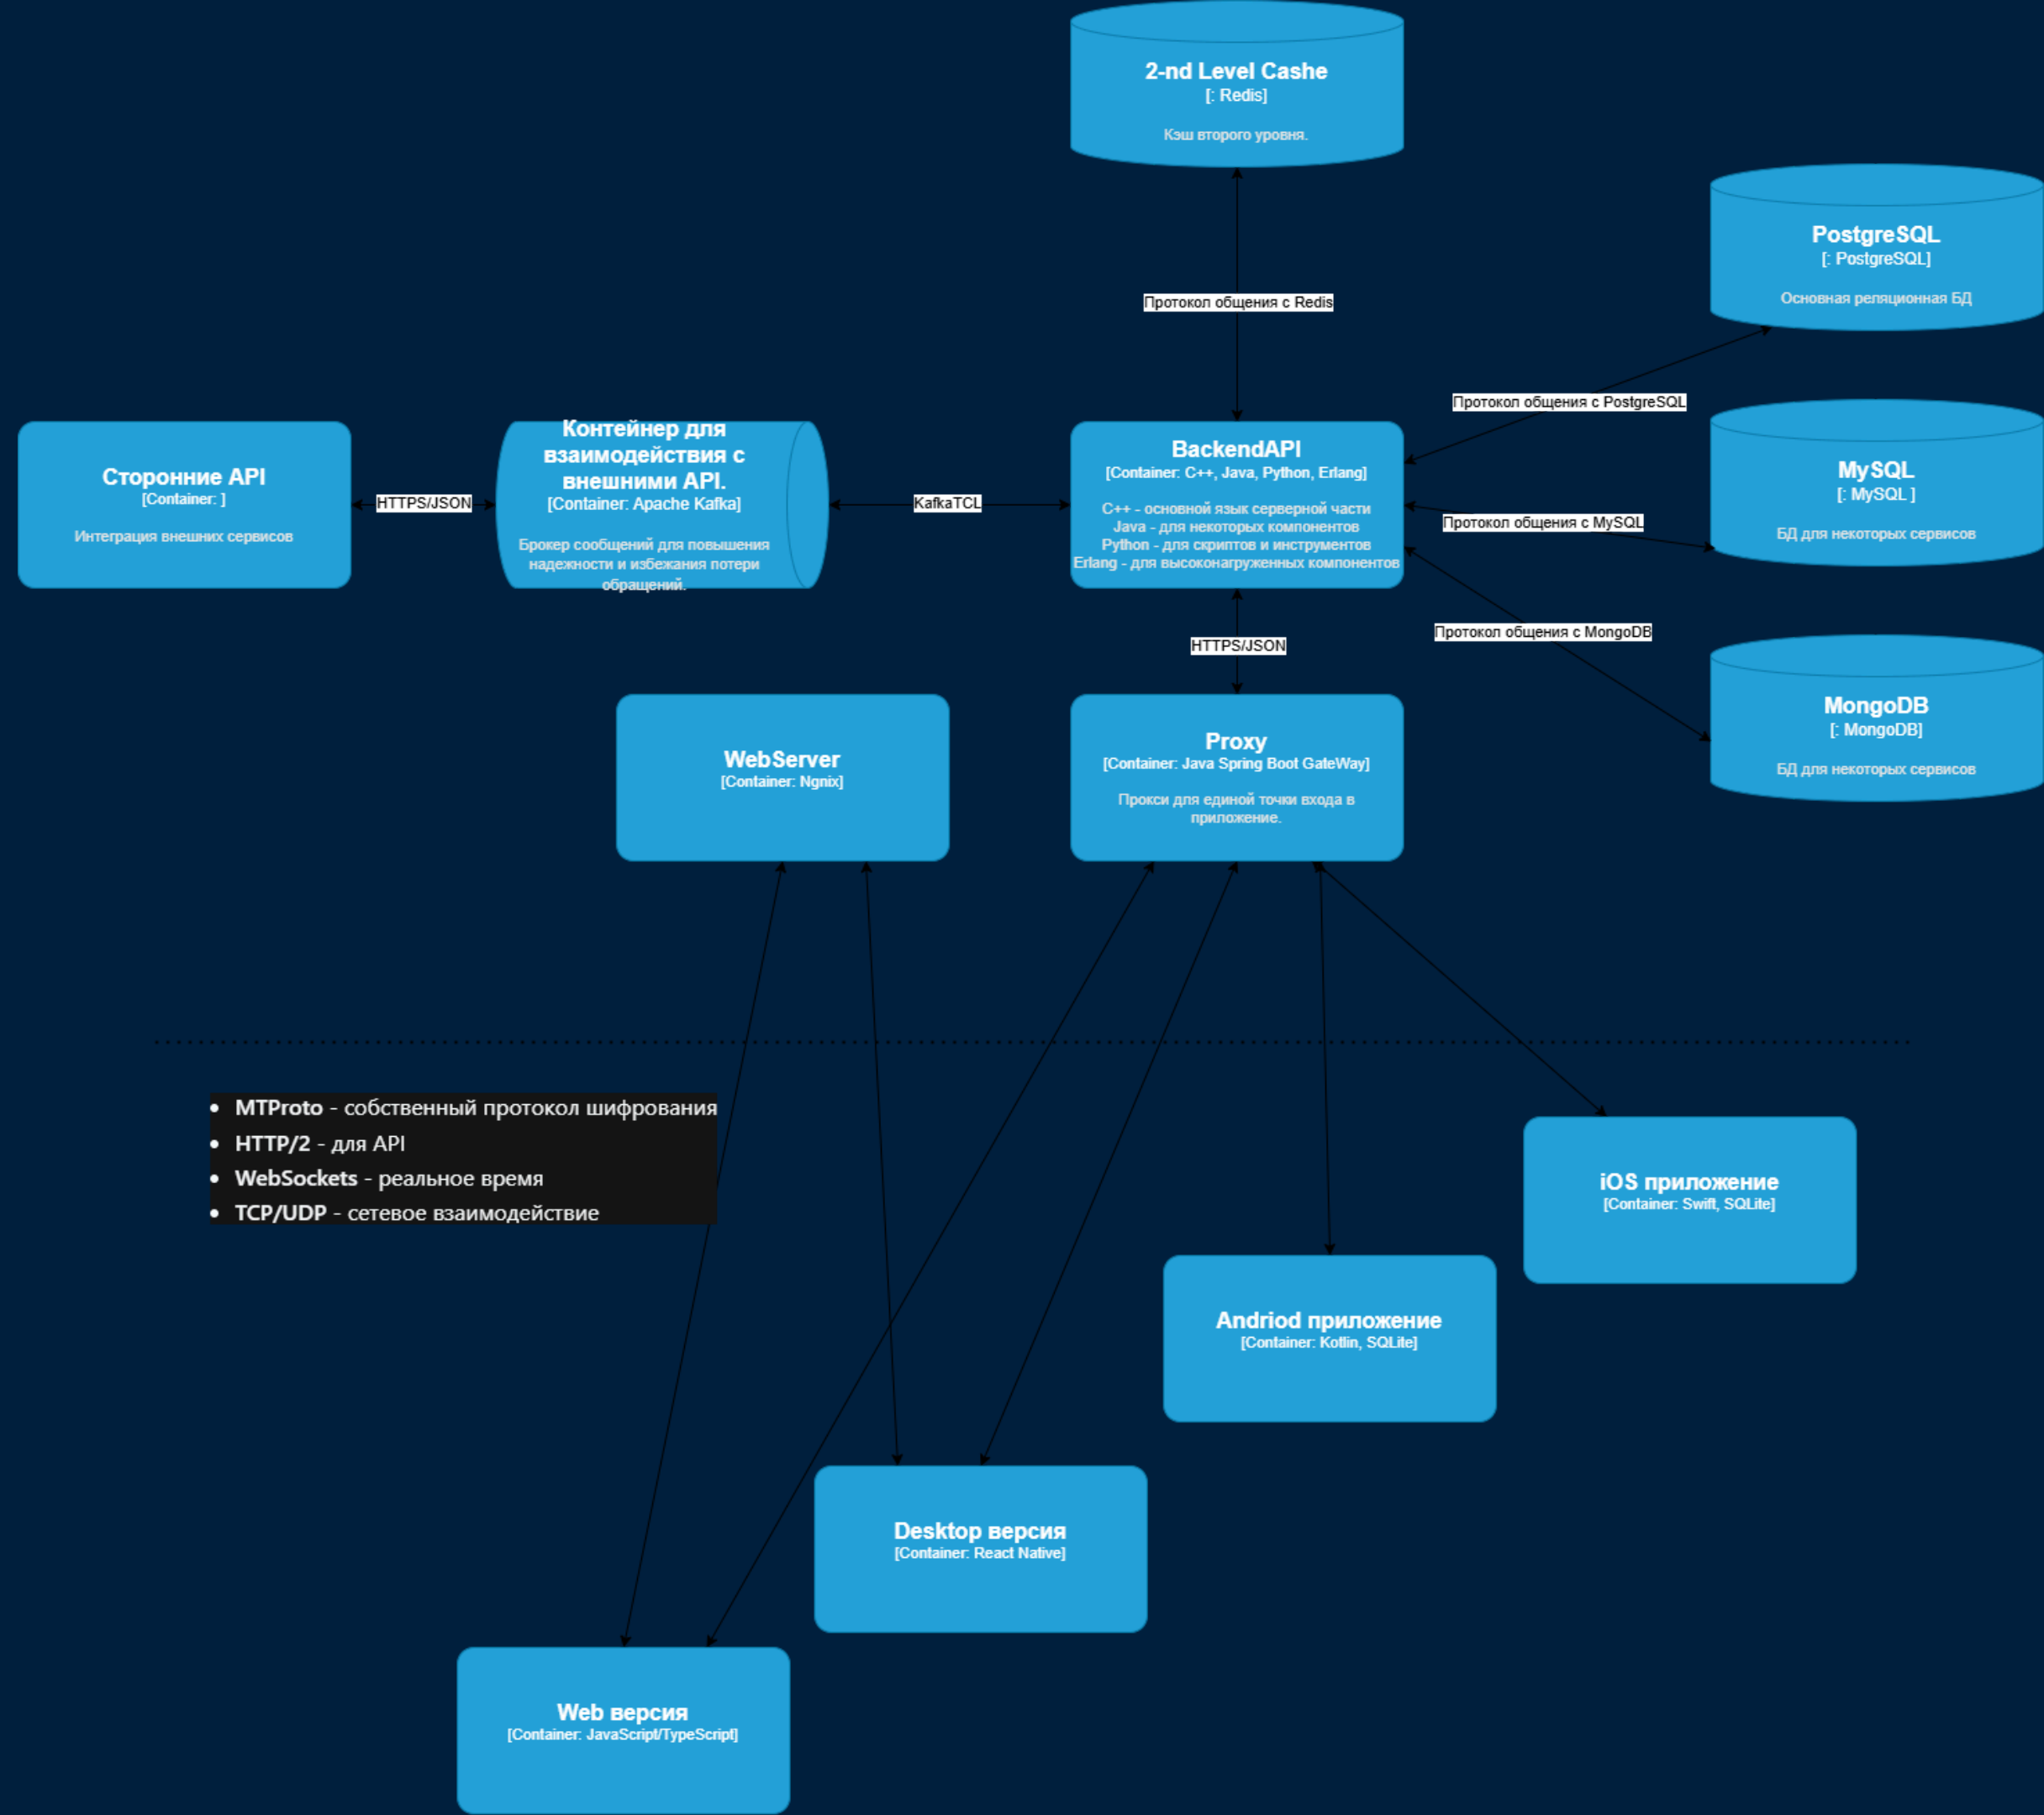 2-nd Level Cashe
[: Redis]
Кэш второго уровня.
PostgreSQL
[: PostgreSQL]
Основная реляционная БД
Протокол общения с Redis
Протокол общения с PostgreSQL
Сторонние API
[Container: ]
Интеграция внешних сервисов
HTTPS/JSON
Контейнер для
взаимодействия с
внешними API.
[Container: Apache Kafka]
Брокер сообщений для повышения
надежности и избежания потери
обращений.
KafkaTCL
BackendAPI
[Container: C++, Java, Python, Erlang]
C++ - основной язык серверной части
Java - для некоторых компонентов
Python - для скриптов и инструментов
Erlang - для высоконагруженных компонентов
MySQL
[: MySQL ]
БД для некоторых сервисов
Протокол общения с MySQL
Протокол общения с MongoDB
HTTPS/JSON
MongoDB
[: MongoDB]
БД для некоторых сервисов
WebServer
[Container: Ngnix]
Proxy
[Container: Java Spring Boot GateWay]
Прокси для единой точки входа в
приложение.
• MTProto - собственный протокол шифрования
• HTTP/2 - для API
• WebSockets - реальное время
• TCP/UDP - сетевое взаимодействие
iOS приложение
[Container: Swift, SQLite]
Andriod приложение
[Container: Kotlin, SQLite]
Desktop версия
[Container: React Native]
Web версия
[Container: JavaScript/TypeScript]